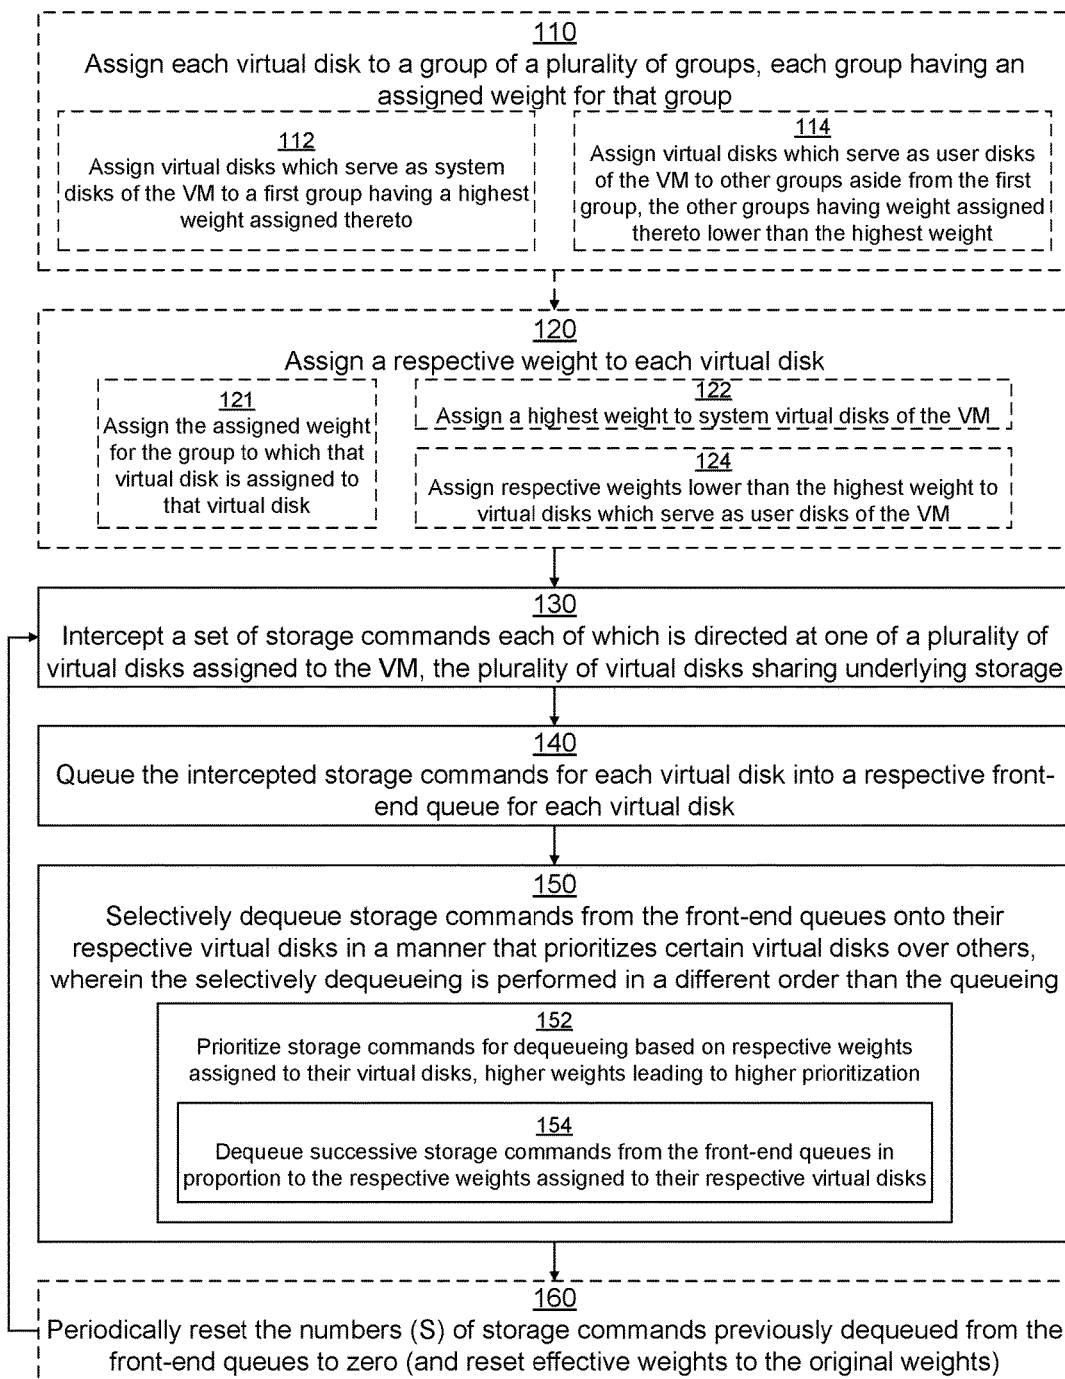 110
Assign each virtual disk to a group of a plurality of groups, each group having an
assigned weight for that group
112
Assign virtual disks which serve as system
disks of the VM to a first group having a highest
weight assigned thereto
114
Assign virtual disks which serve as user disks
of the VM to other groups aside from the first
group, the other groups having weight assigned
thereto lower than the highest weight
120
Assign a respective weight to each virtual disk
121
Assign the assigned weight
for the group to which that
virtual disk is assigned to
that virtual disk
122
Assign a highest weight to system virtual disks of the VM
124
Assign respective weights lower than the highest weight to
virtual disks which serve as user disks of the VM
130
Intercept a set of storage commands each of which is directed at one of a plurality of
virtual disks assigned to the VM, the plurality of virtual disks sharing underlying storage
140
Queue the intercepted storage commands for each virtual disk into a respective front-
end queue for each virtual disk
150
Selectively dequeue storage commands from the front-end queues onto their
respective virtual disks in a manner that prioritizes certain virtual disks over others,
wherein the selectively dequeueing is performed in a different order than the queueing
152
Prioritize storage commands for dequeueing based on respective weights
assigned to their virtual disks, higher weights leading to higher prioritization
154
Dequeue successive storage commands from the front-end queues in
proportion to the respective weights assigned to their respective virtual disks
160
Periodically reset the numbers (S) of storage commands previously dequeued from the
front-end queues to zero (and reset effective weights to the original weights)